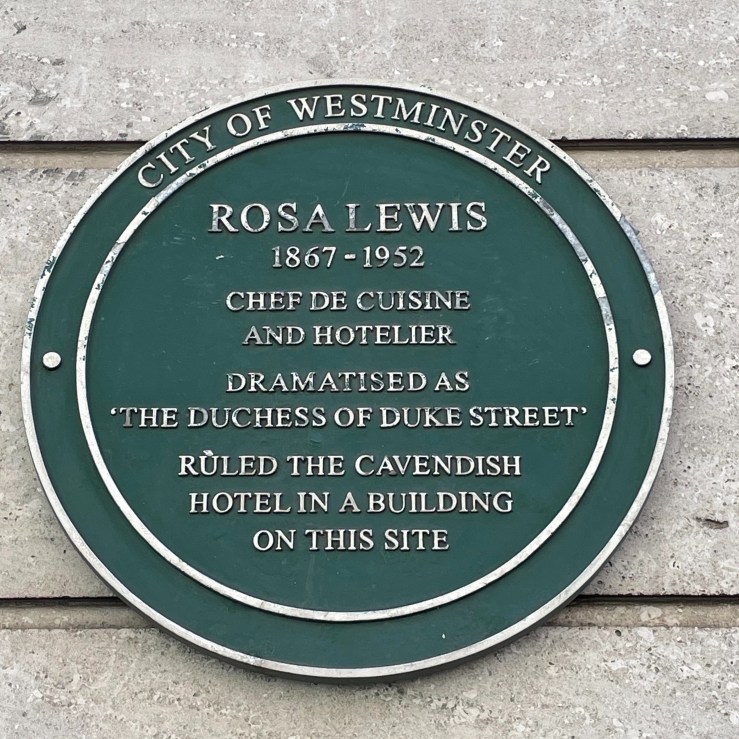 CITY OF WESTMINSTER
ROSA LEWIS
1867-1952
CHEF DE CUISINE
AND HOTELIER
DRAMATISED AS
'THE DUCHESS OF DUKE STREET'
RULED THE CAVENDISH
HOTEL IN A BUILDING
ON THIS SITE